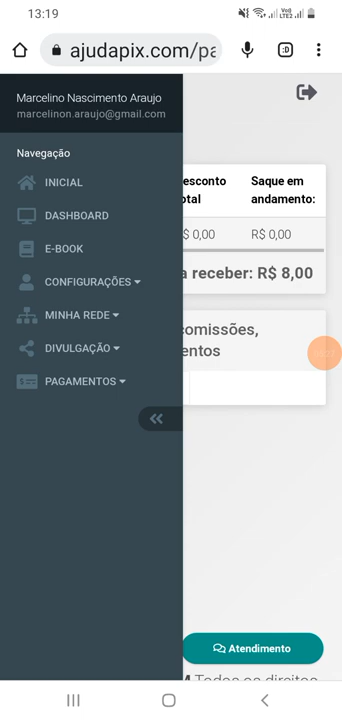 13:19
Vo)) LTE2
ajudapix.com/pa
:D
Marcelino Nascimento Araujo
marcelinon.araujo@gmail.com
Navegação
INICIAL
DASHBOARD
E-BOOK
CONFIGURAÇÕES
MINHA REDE
DIVULGAÇÃO
PAGAMENTOS
esconto Saque em
otal andamento:
$ 0,00 R$ 0,00
a receber: R$ 8,00
comissões,
entos
Atendimento
M Todos os direitos